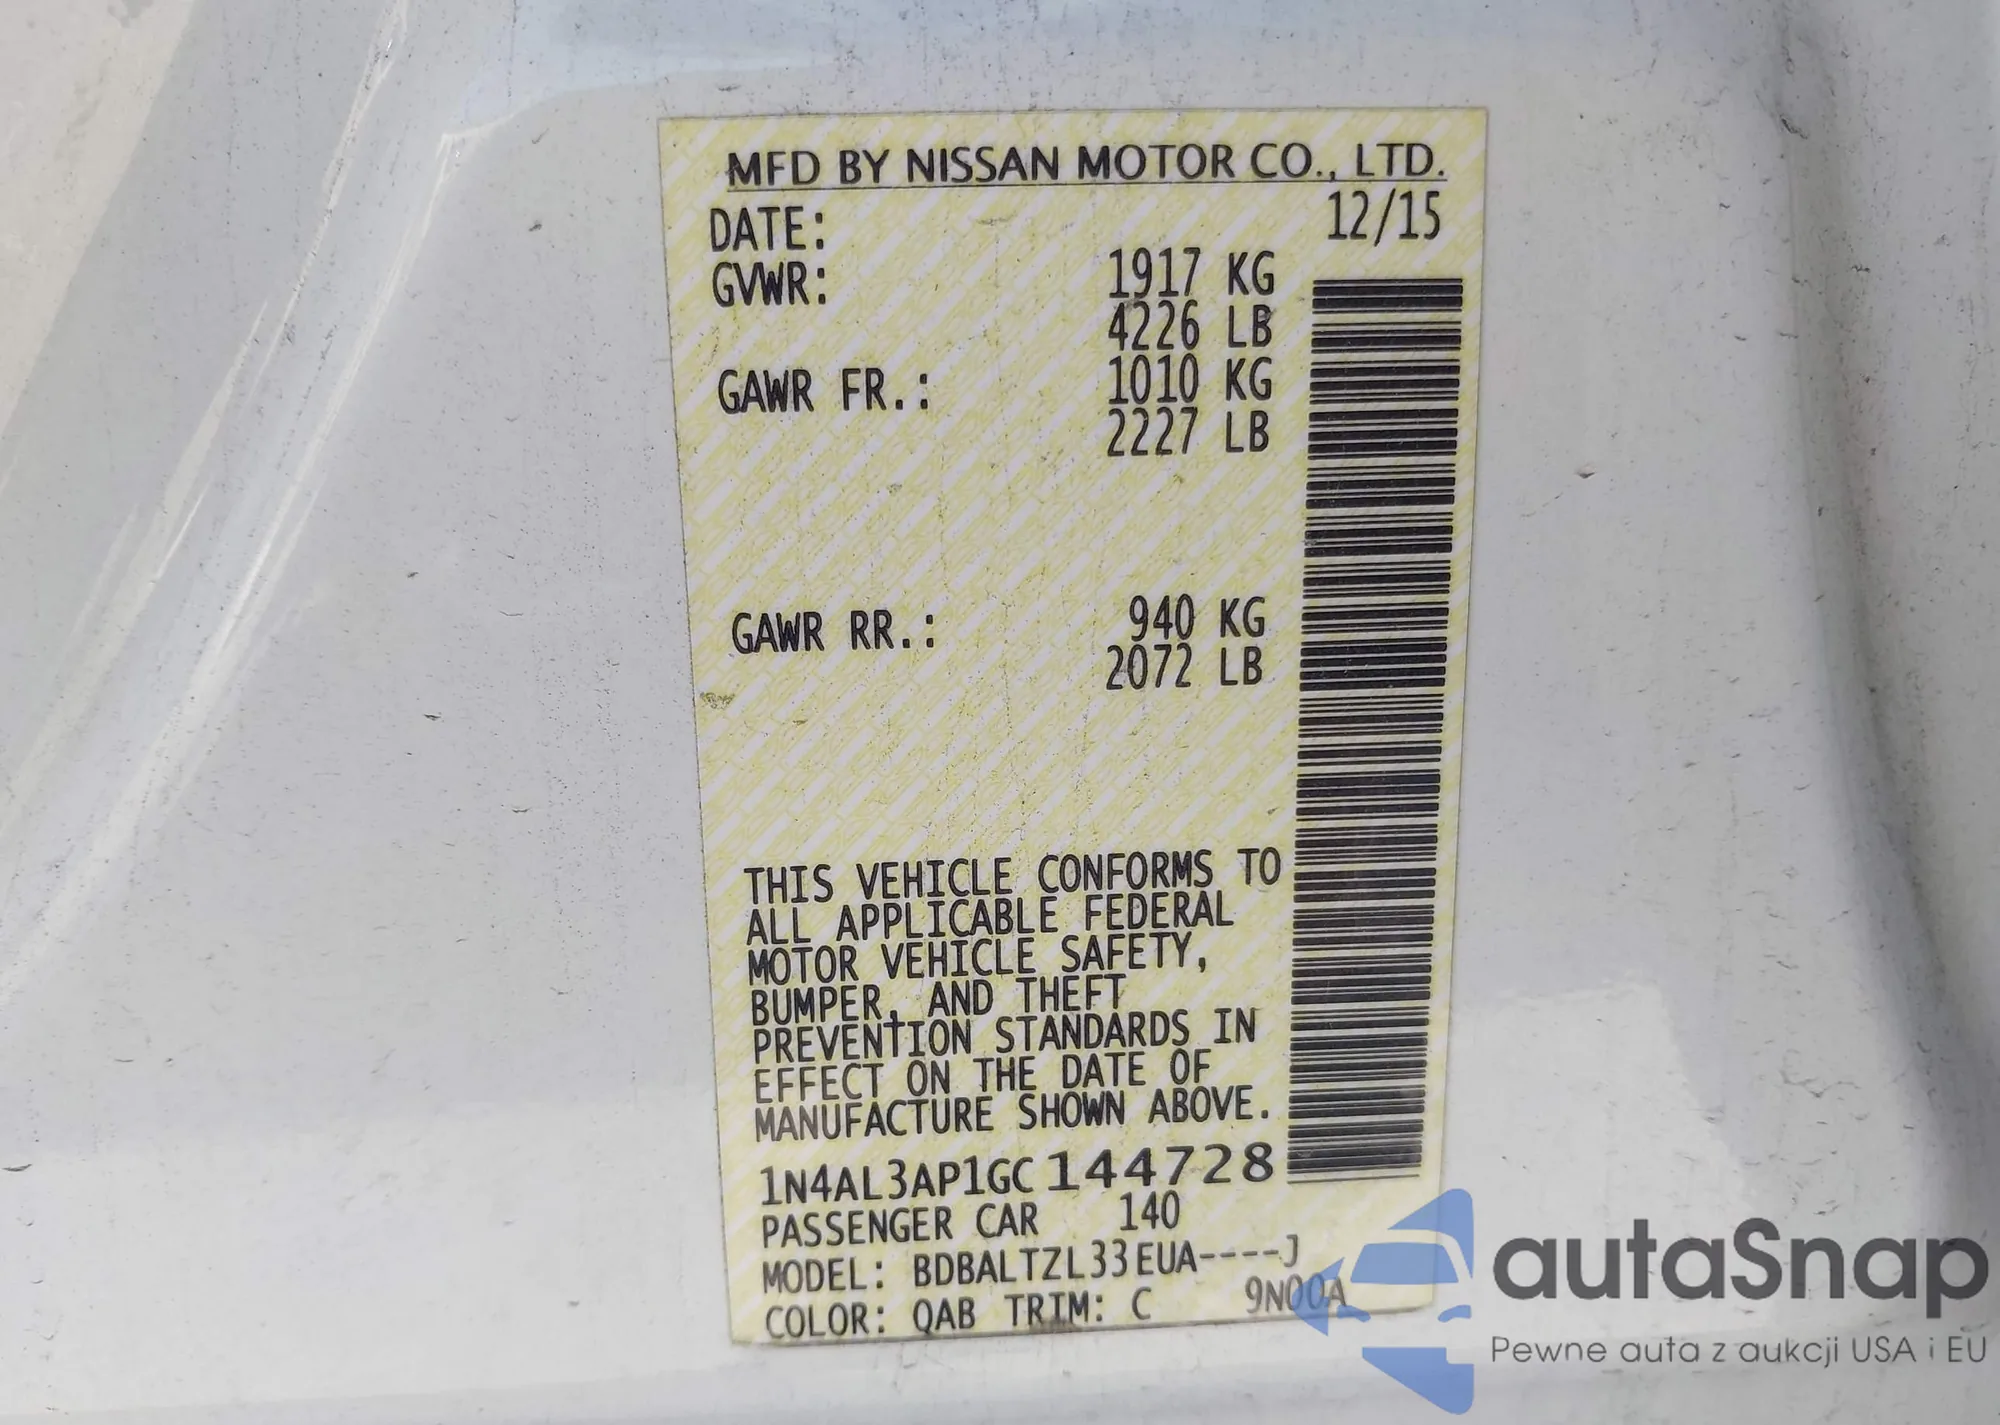 MFD BY NISSAN MOTOR CO., LTD.
DATE: 12/15
GVWR: 1917 KG
4226 LB
GAWR FR.: 1010 KG
2227 LB
GAWR RR.: 940 KG
2072 LB
THIS VEHICLE CONFORMS TO
ALL APPLICABLE FEDERAL
MOTOR VEHICLE SAFETY,
BUMPER, AND THEFT
PREVENTION STANDARDS IN
EFFECT ON THE DATE OF
MANUFACTURE SHOWN ABOVE.
1N4AL3AP1GC144728
PASSENGER CAR 140
MODEL: BDBALTZL33EUA----J
COLOR: QAB TRIM: C 9N00A
autaSnap
Pewne auta z aukcji USA i EU